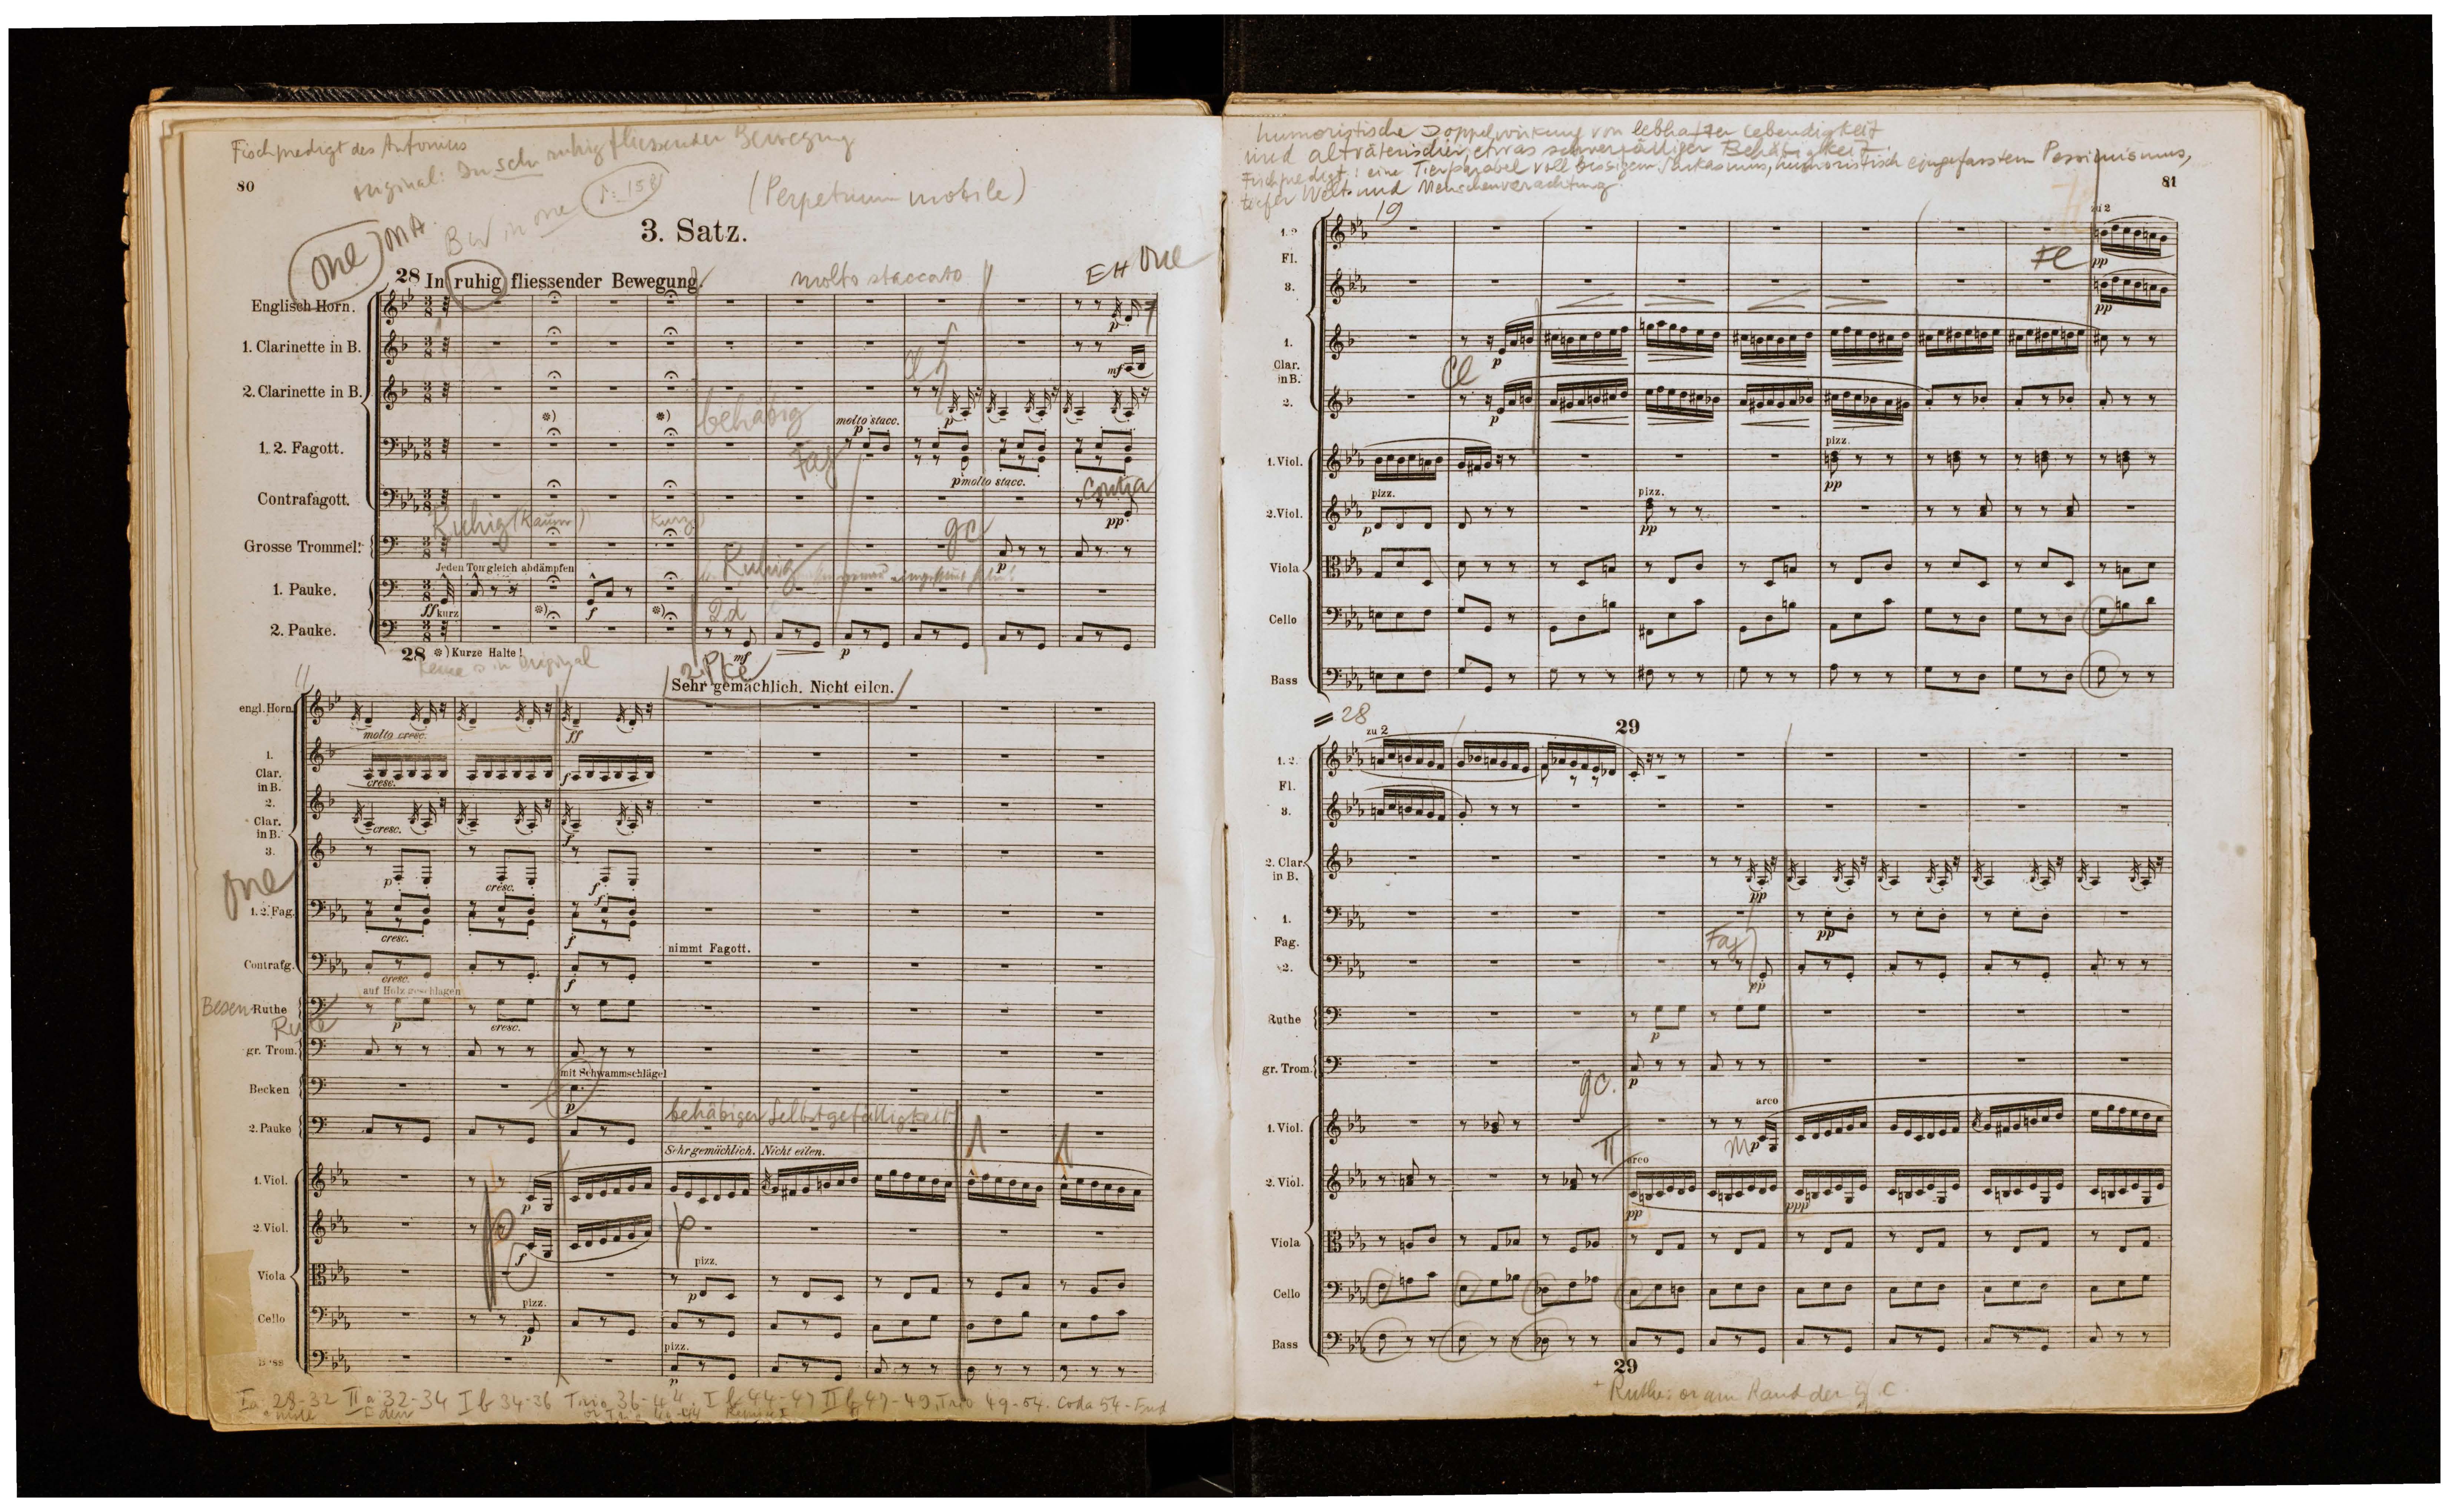 Fischpredigt des Antonius
original: In sehr ruhig fliessender Bewegung
80
(Perpetuum mobile)
3. Satz.
one
in one
28 In ruhig fliessender Bewegung.
molto staccato
EH one
Englisch Horn.
p
1. Clarinette in B.
mf
2. Clarinette in B.
Cl
p
*) *)
behäbig
molto stacc.
p
1. 2. Fagott.
Fag
p molto stacc.
Contrafagott.
Contra
pp
Ruhig (kaum) (kurz)
gc
Grosse Trommel.
p
Jeden Ton gleich abdämpfen
Ruhig
1. Pauke.
ff kurz
*) f *)
2. Pauke.
mf
p
28 *) Kurze Halte!
keine in Original
2 Pke
11
Sehr gemächlich. Nicht eilen.
engl. Horn.
molto cresc.
ff
1.
Clar.
in B.
cresc.
f
2.
Clar.
in B.
cresc.
f
3.
p
cresc.
f
one
1. 2. Fag.
cresc.
f
f
nimmt Fagott.
Contrafg.
cresc.
f
auf Holz geschlagen
Besen Ruthe
Rute
p
cresc.
gr. Trom.
mit Schwammschlägel
Becken
p
behäbiger Selbstgefälligkeit
2. Pauke
Sehr gemächlich. Nicht eilen.
1. Viol.
p
2. Viol.
f
p
pizz.
Viola
p
pizz.
Cello
p
pizz.
Bass
p
Ia 28-32 IIa 32-34 Ib 34-36 Trio 36-44. Ib 44-47 IIb 47-49, Trio 49-54. Coda 54-End
humoristische Doppelwirkung von lebhafter Lebendigkeit
und altväterischer, etwas schwerfälliger Behäbigkeit.
Fischpredigt: eine Tierparabel voll bissigem Sarkasmus, humoristisch eingefasstem Pessimismus,
tiefer Welt- und Menschenverachtung.
81
19
zu 2
1. 2.
Fl.
Fl
pp
3.
pp
1.
Cl
p
Clar.
in B.
2.
p
pizz.
1. Viol.
pp
pizz.
pizz.
2. Viol.
p
pp
Viola
Cello
Bass
28
29
zu 2
1. 2.
Fl.
3.
2. Clar.
in B.
pp
1.
pp
Fag.
Fag
2.
pp
Ruthe
p
gr. Trom.
p
gc.
arco
1. Viol.
p
arco
2. Viol.
pp
ppp
Viola
Cello
Bass
29
+ Ruthe: or am Rand der g. C.